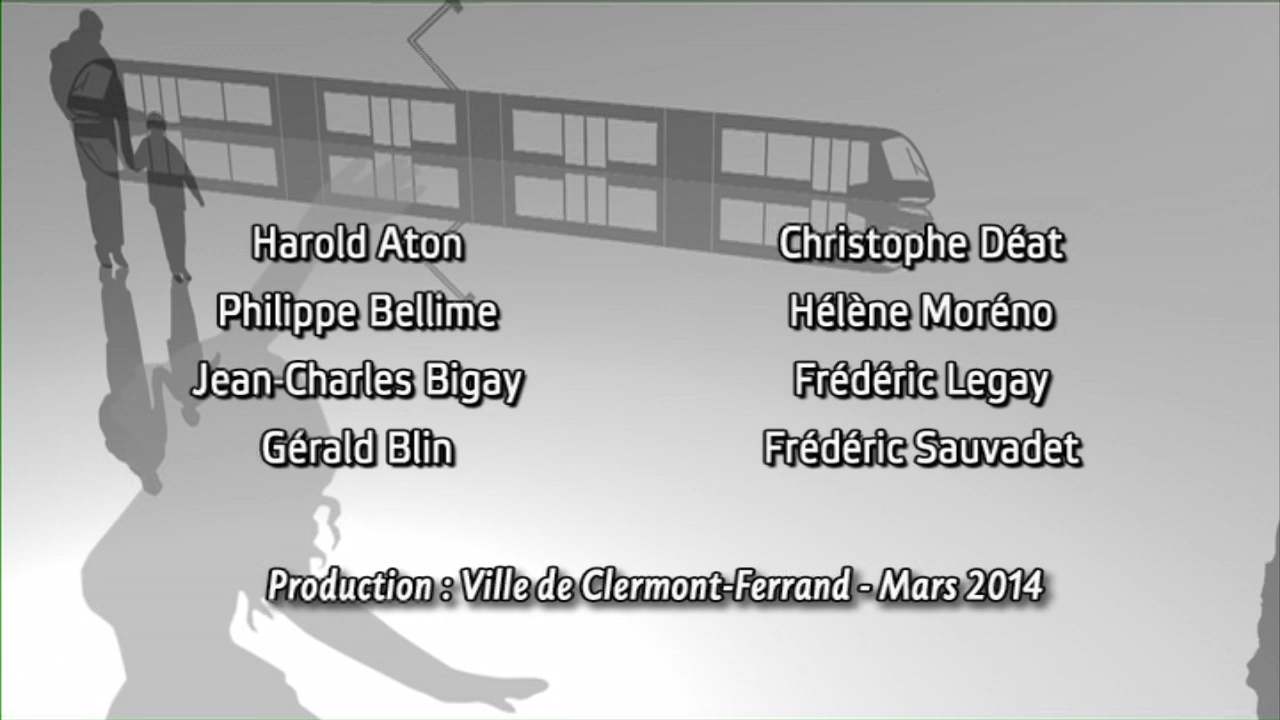 Harold Aton
Philippe Bellime
Jean-Charles Bigay
Gérald Blin
Christophe Déat
Hélène Moréno
Frédéric Legay
Frédéric Sauvadet
Production : Ville de Clermont-Ferrand - Mars 2014